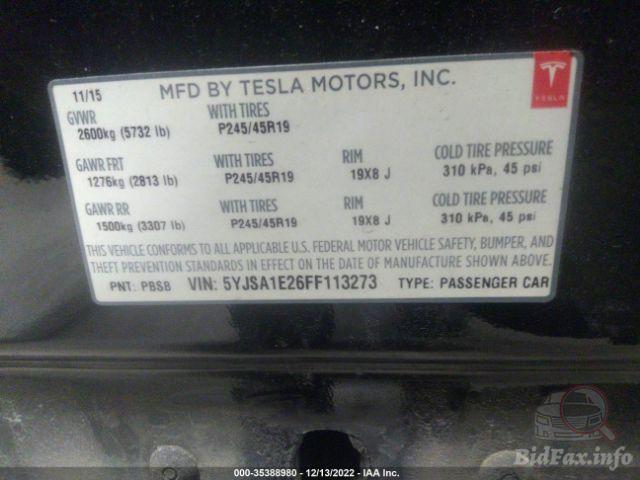 11/15 MFD BY TESLA MOTORS, INC.
TESLA
GVWR WITH TIRES
2600kg (5732 lb) P245/45R19
GAWR FRT WITH TIRES RIM COLD TIRE PRESSURE
1276kg (2813 lb) P245/45R19 19X8 J 310 kPa, 45 psi
GAWR RR WITH TIRES RIM COLD TIRE PRESSURE
1500kg (3307 lb) P245/45R19 19X8 J 310 kPa, 45 psi
THIS VEHICLE CONFORMS TO ALL APPLICABLE U.S. FEDERAL MOTOR VEHICLE SAFETY, BUMPER, AND
THEFT PREVENTION STANDARDS IN EFFECT ON THE DATE OF MANUFACTURE SHOWN ABOVE.
PNT: PBSB VIN: 5YJSA1E26FF113273 TYPE: PASSENGER CAR
000-35388980 - 12/13/2022 - IAA Inc.
BidFax.info